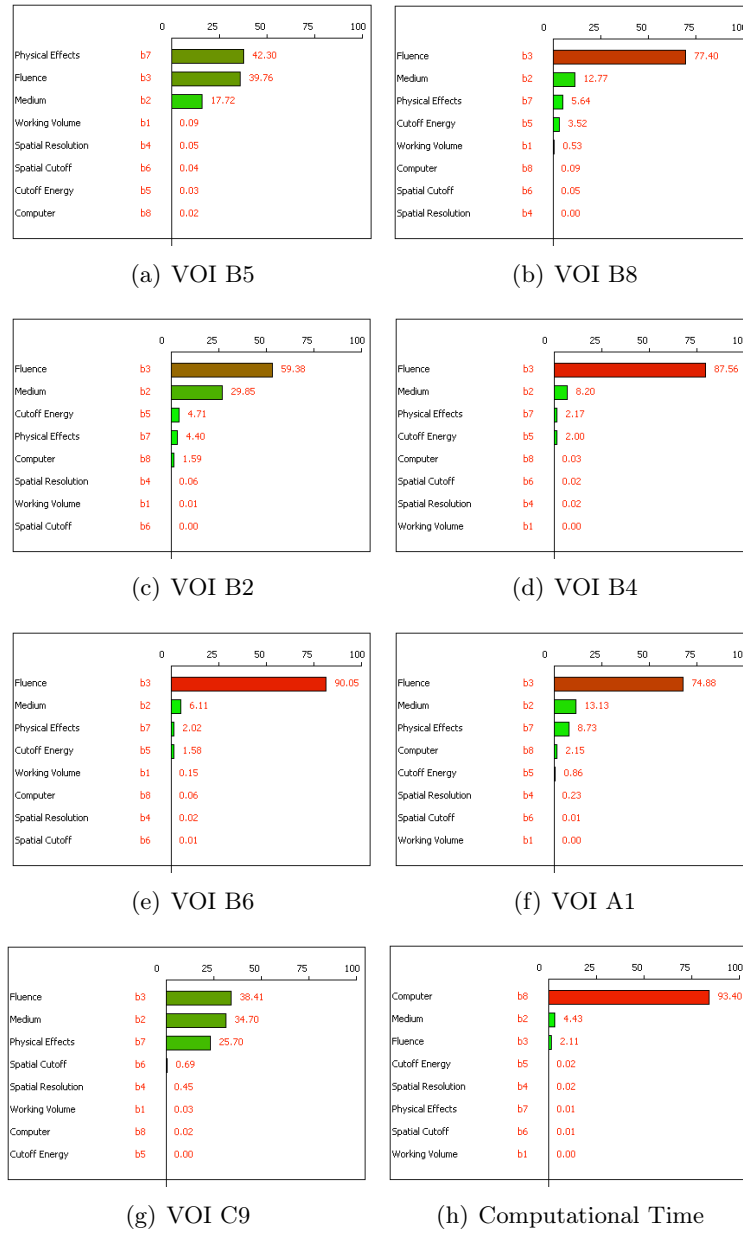 0 25 50 75 100
Physical Effects b7 42.30
Fluence b3 39.76
Medium b2 17.72
Working Volume b1 0.09
Spatial Resolution b4 0.05
Spatial Cutoff b6 0.04
Cutoff Energy b5 0.03
Computer b8 0.02
(a) VOI B5
0 25 50 75 100
Fluence b3 77.40
Medium b2 12.77
Physical Effects b7 5.64
Cutoff Energy b5 3.52
Working Volume b1 0.53
Computer b8 0.09
Spatial Cutoff b6 0.05
Spatial Resolution b4 0.00
(b) VOI B8
0 25 50 75 100
Fluence b3 59.38
Medium b2 29.85
Cutoff Energy b5 4.71
Physical Effects b7 4.40
Computer b8 1.59
Spatial Resolution b4 0.06
Working Volume b1 0.01
Spatial Cutoff b6 0.00
(c) VOI B2
0 25 50 75 100
Fluence b3 87.56
Medium b2 8.20
Physical Effects b7 2.17
Cutoff Energy b5 2.00
Computer b8 0.03
Spatial Cutoff b6 0.02
Spatial Resolution b4 0.02
Working Volume b1 0.00
(d) VOI B4
0 25 50 75 100
Fluence b3 90.05
Medium b2 6.11
Physical Effects b7 2.02
Cutoff Energy b5 1.58
Working Volume b1 0.15
Computer b8 0.06
Spatial Resolution b4 0.02
Spatial Cutoff b6 0.01
(e) VOI B6
0 25 50 75 100
Fluence b3 74.88
Medium b2 13.13
Physical Effects b7 8.73
Computer b8 2.15
Cutoff Energy b5 0.86
Spatial Resolution b4 0.23
Spatial Cutoff b6 0.01
Working Volume b1 0.00
(f) VOI A1
0 25 50 75 100
Fluence b3 38.41
Medium b2 34.70
Physical Effects b7 25.70
Spatial Cutoff b6 0.69
Spatial Resolution b4 0.45
Working Volume b1 0.03
Computer b8 0.02
Cutoff Energy b5 0.00
(g) VOI C9
0 25 50 75 100
Computer b8 93.40
Medium b2 4.43
Fluence b3 2.11
Cutoff Energy b5 0.02
Spatial Resolution b4 0.02
Physical Effects b7 0.01
Spatial Cutoff b6 0.01
Working Volume b1 0.00
(h) Computational Time